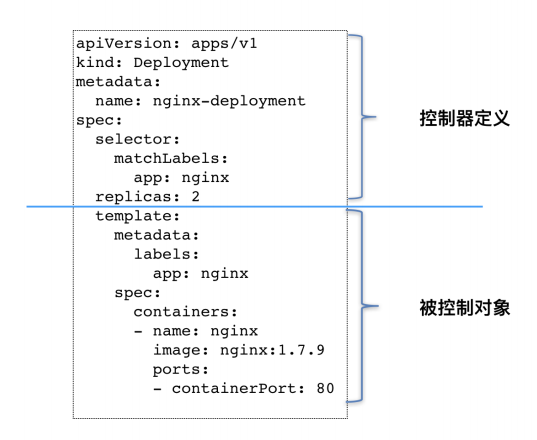 apiVersion: apps/v1
kind: Deployment
metadata:
  name: nginx-deployment
spec:
  selector:
    matchLabels:
      app: nginx
  replicas: 2
  template:
    metadata:
      labels:
        app: nginx
    spec:
      containers:
      - name: nginx
        image: nginx:1.7.9
        ports:
        - containerPort: 80
控制器定义
被控制对象